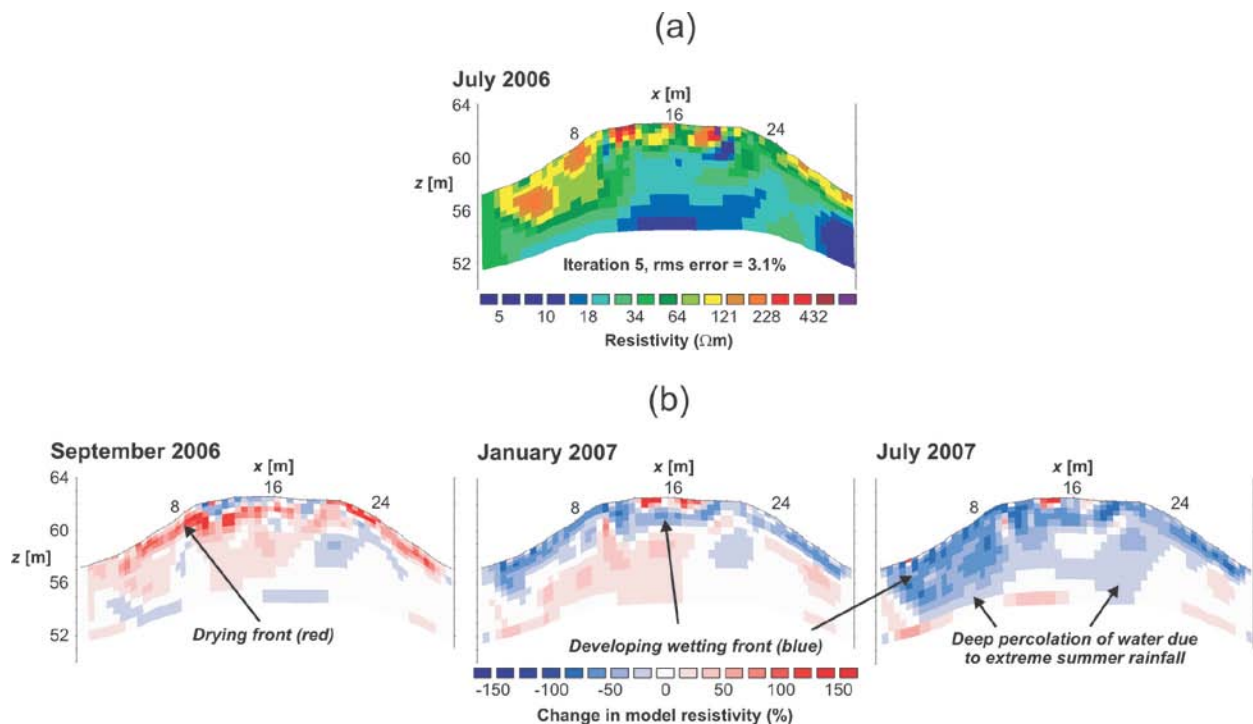 (a)
July 2006
x [m]
16
8
24
64
60
z [m]
56
52
Iteration 5, rms error = 3.1%
5 10 18 34 64 121 228 432
Resistivity (Ωm)
(b)
September 2006
x [m]
16
8
24
64
60
z [m]
56
52
Drying front (red)
January 2007
x [m]
16
8
24
Developing wetting front (blue)
July 2007
x [m]
16
8
24
Deep percolation of water due
to extreme summer rainfall
-150 -100 -50 0 50 100 150
Change in model resistivity (%)